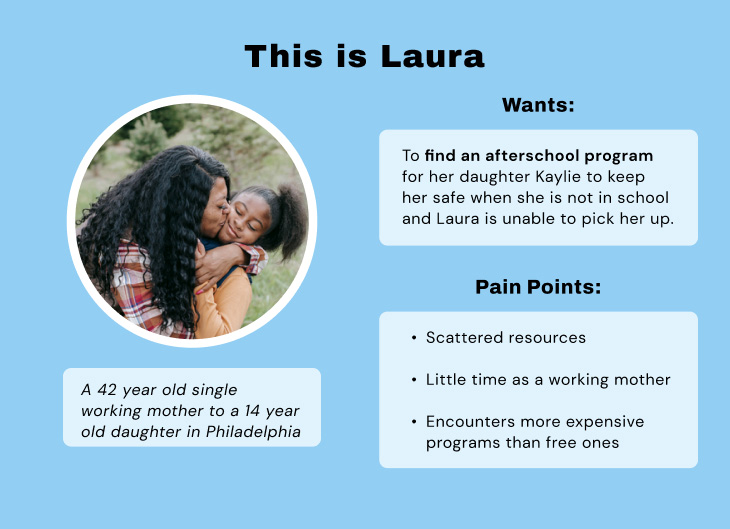 This is Laura
A 42 year old single
working mother to a 14 year
old daughter in Philadelphia
Wants:
To find an afterschool program
for her daughter Kaylie to keep
her safe when she is not in school
and Laura is unable to pick her up.
Pain Points:
• Scattered resources
• Little time as a working mother
• Encounters more expensive
programs than free ones